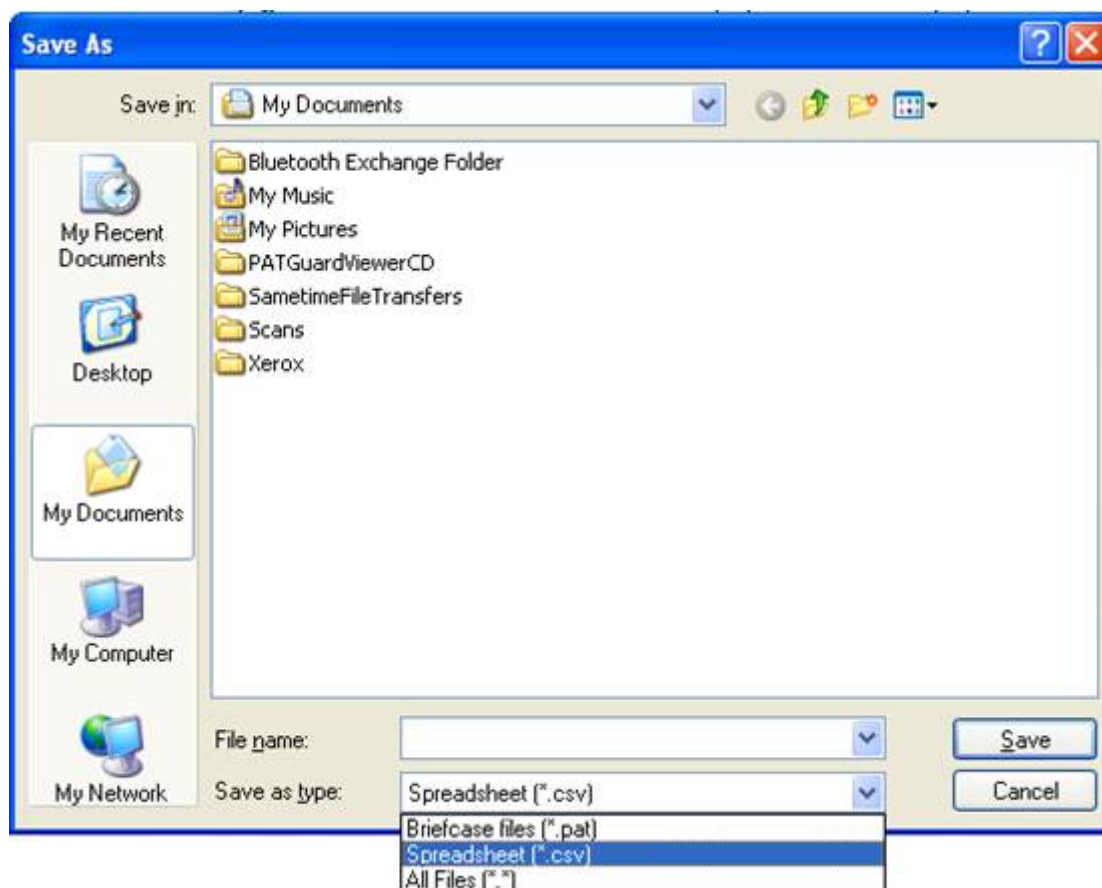 Save As
Save in:
My Documents
Bluetooth Exchange Folder
My Music
My Pictures
PATGuardViewerCD
SametimeFileTransfers
Scans
Xerox
My Recent
Documents
Desktop
My Documents
My Computer
My Network
File name:
Save
Save as type:
Spreadsheet (*.csv)
Cancel
Briefcase files (*.pat)
Spreadsheet (*.csv)
All Files (*.*)